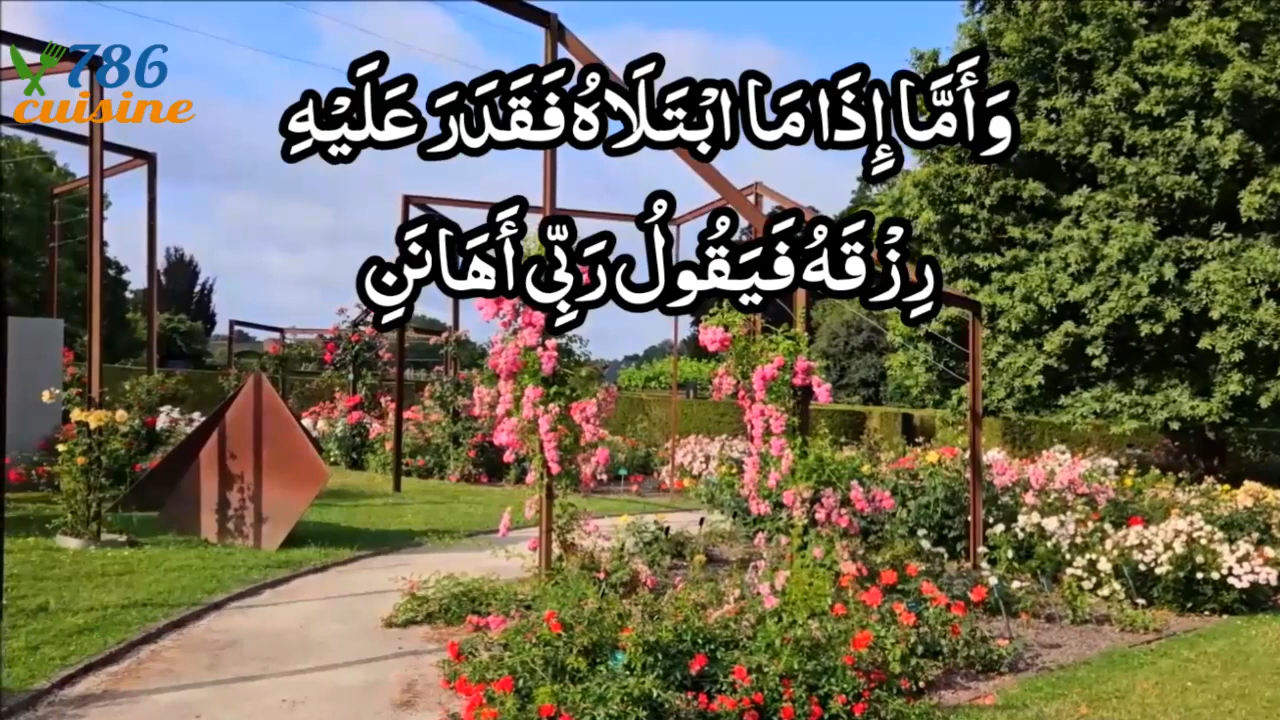 786
cuisine
وَأَمَّا إِذَا مَا ابْتَلَاهُ فَقَدَرَ عَلَيْهِ
رِزْقَهُ فَيَقُولُ رَبِّي أَهَانَنِ